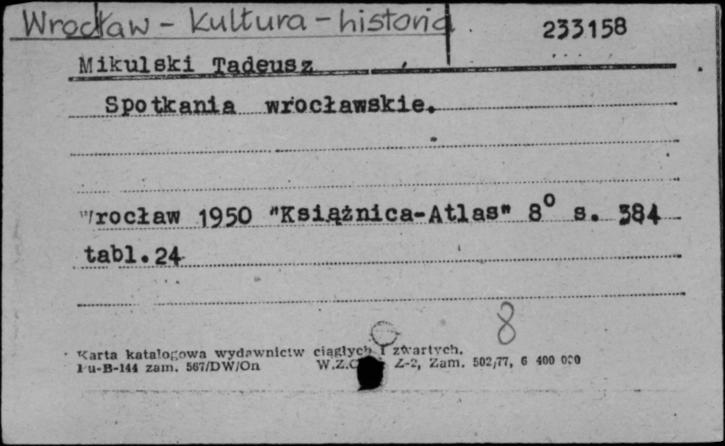 Wrocław - kultura - historia
233158
Mikulski Tadeusz
Spotkania wrocławskie.
Wrocław 1950 "Książnica-Atlas" 8° s. 384
tabl.24
8
Karta katalogowa wydawnictw ciągłych i zwartych.
Pu-B-144 zam. 567/DW/On Z-2, Zam. 502/77, 6 400 000